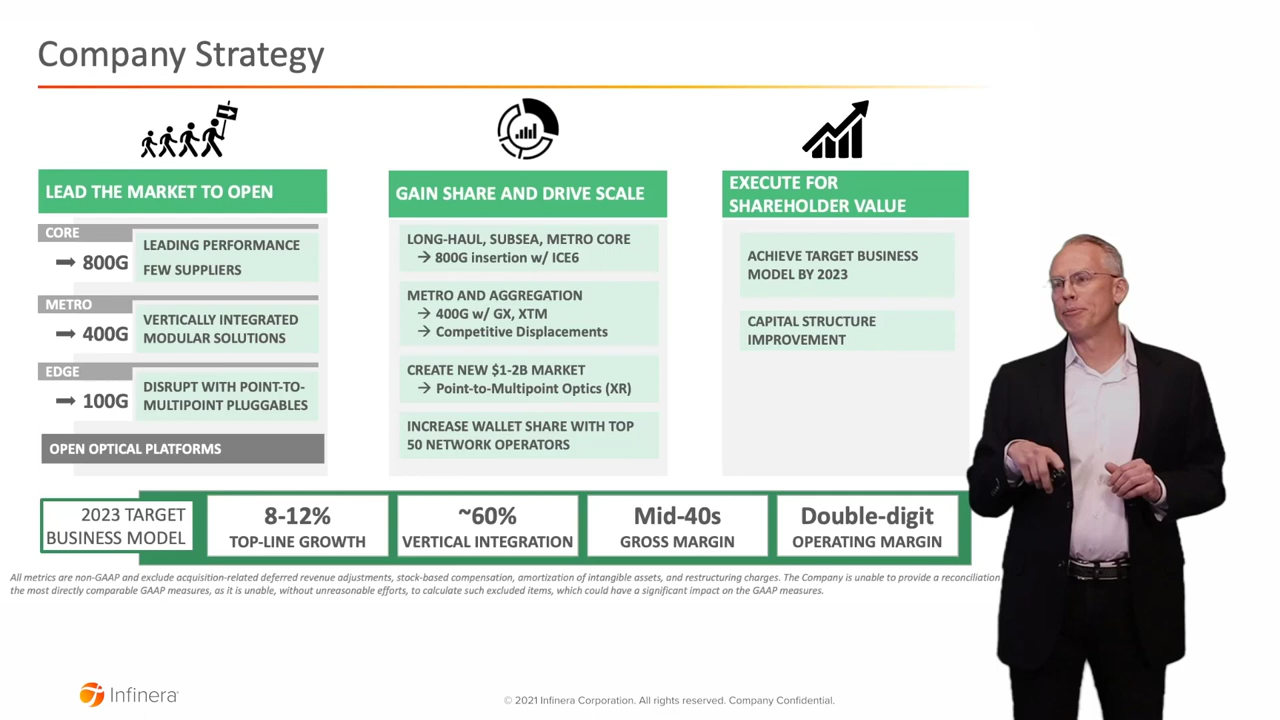 Company Strategy
LEAD THE MARKET TO OPEN
CORE
800G
LEADING PERFORMANCE
FEW SUPPLIERS
METRO
400G
VERTICALLY INTEGRATED
MODULAR SOLUTIONS
EDGE
100G
DISRUPT WITH POINT-TO-
MULTIPOINT PLUGGABLES
OPEN OPTICAL PLATFORMS
GAIN SHARE AND DRIVE SCALE
LONG-HAUL, SUBSEA, METRO CORE
→ 800G insertion w/ ICE6
METRO AND AGGREGATION
→ 400G w/ GX, XTM
→ Competitive Displacements
CREATE NEW $1-2B MARKET
→ Point-to-Multipoint Optics (XR)
INCREASE WALLET SHARE WITH TOP
50 NETWORK OPERATORS
EXECUTE FOR
SHAREHOLDER VALUE
ACHIEVE TARGET BUSINESS
MODEL BY 2023
CAPITAL STRUCTURE
IMPROVEMENT
2023 TARGET
BUSINESS MODEL
8-12%
TOP-LINE GROWTH
~60%
VERTICAL INTEGRATION
Mid-40s
GROSS MARGIN
Double-digit
OPERATING MARGIN
All metrics are non-GAAP and exclude acquisition-related deferred revenue adjustments, stock-based compensation, amortization of intangible assets, and restructuring charges. The Company is unable to provide a reconciliation
the most directly comparable GAAP measures, as it is unable, without unreasonable efforts, to calculate such excluded items, which could have a significant impact on the GAAP measures.
Infinera
© 2021 Infinera Corporation. All rights reserved. Company Confidential.